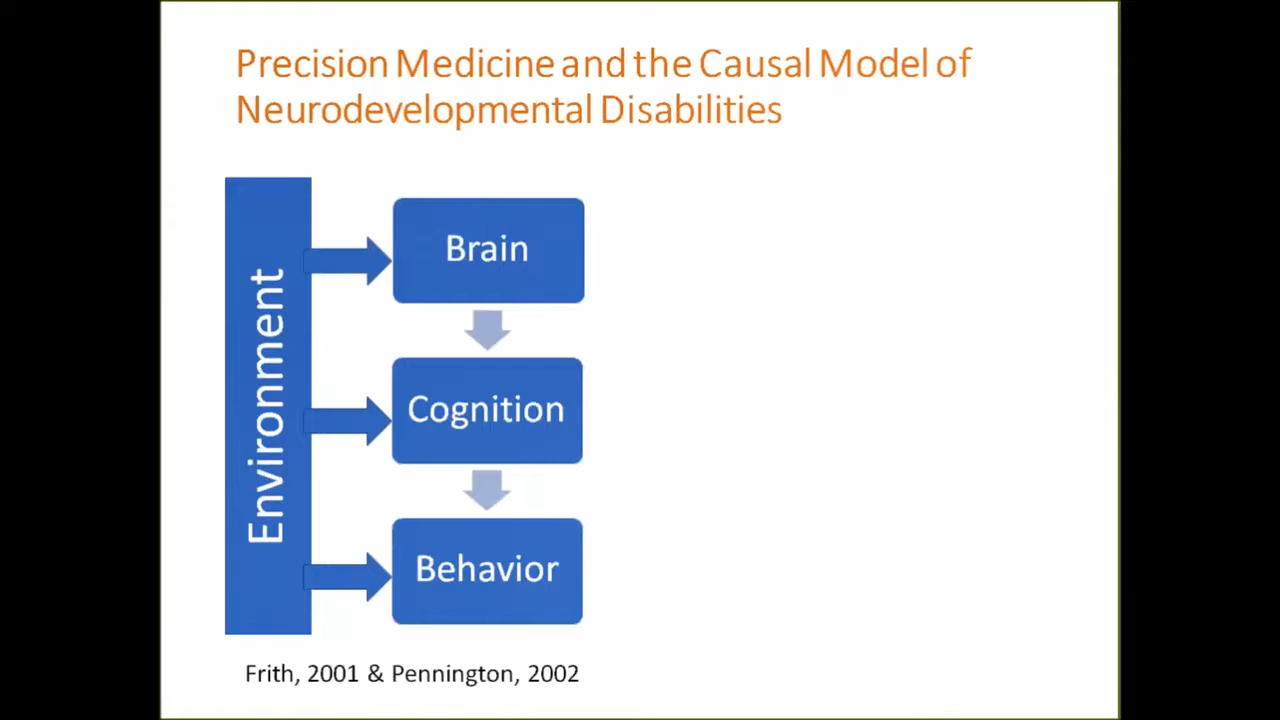 Precision Medicine and the Causal Model of
Neurodevelopmental Disabilities
Environment
Brain
Cognition
Behavior
Frith, 2001 & Pennington, 2002